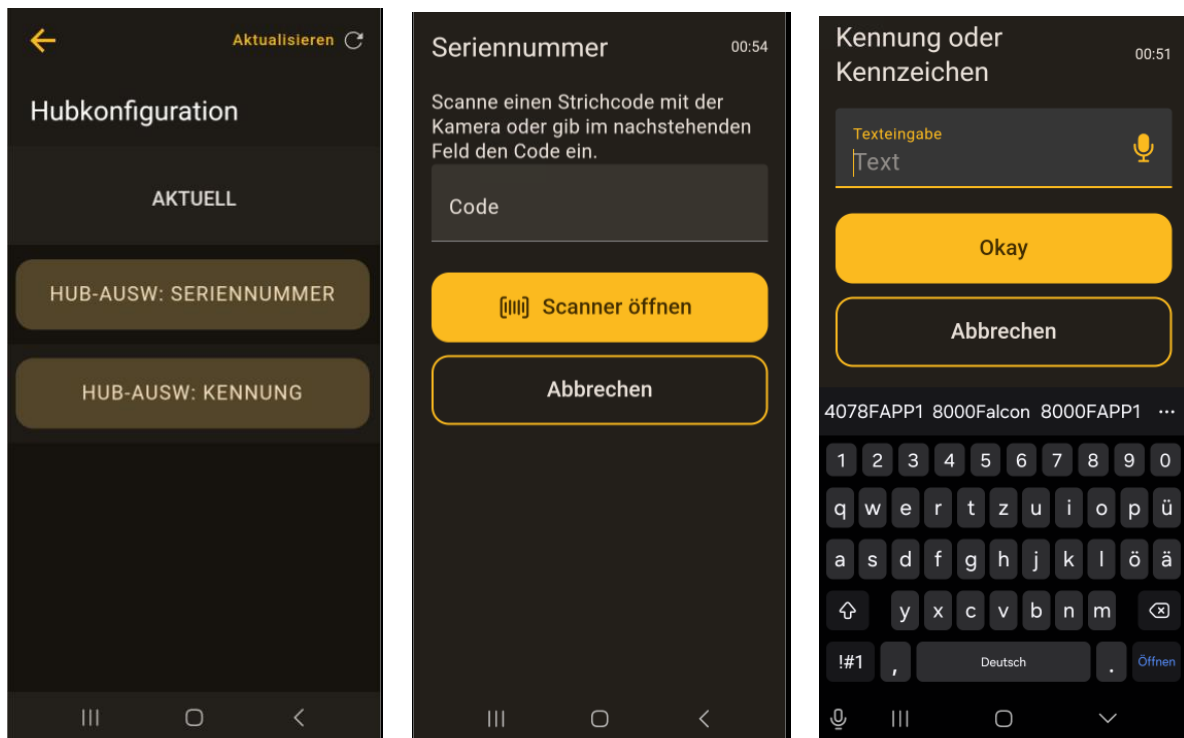 Aktualisieren
Hubkonfiguration
AKTUELL
HUB-AUSW: SERIENNUMMER
HUB-AUSW: KENNUNG
Seriennummer
00:54
Scanne einen Strichcode mit der
Kamera oder gib im nachstehenden
Feld den Code ein.
Code
Scanner öffnen
Abbrechen
Kennung oder
Kennzeichen
00:51
Texteingabe
Text
Okay
Abbrechen
4078FAPP1 8000Falcon 8000FAPP1 ...
1 2 3 4 5 6 7 8 9 0
q w e r t z u i o p ü
a s d f g h j k l ö ä
y x c v b n m
!#1 , Deutsch . Öffnen